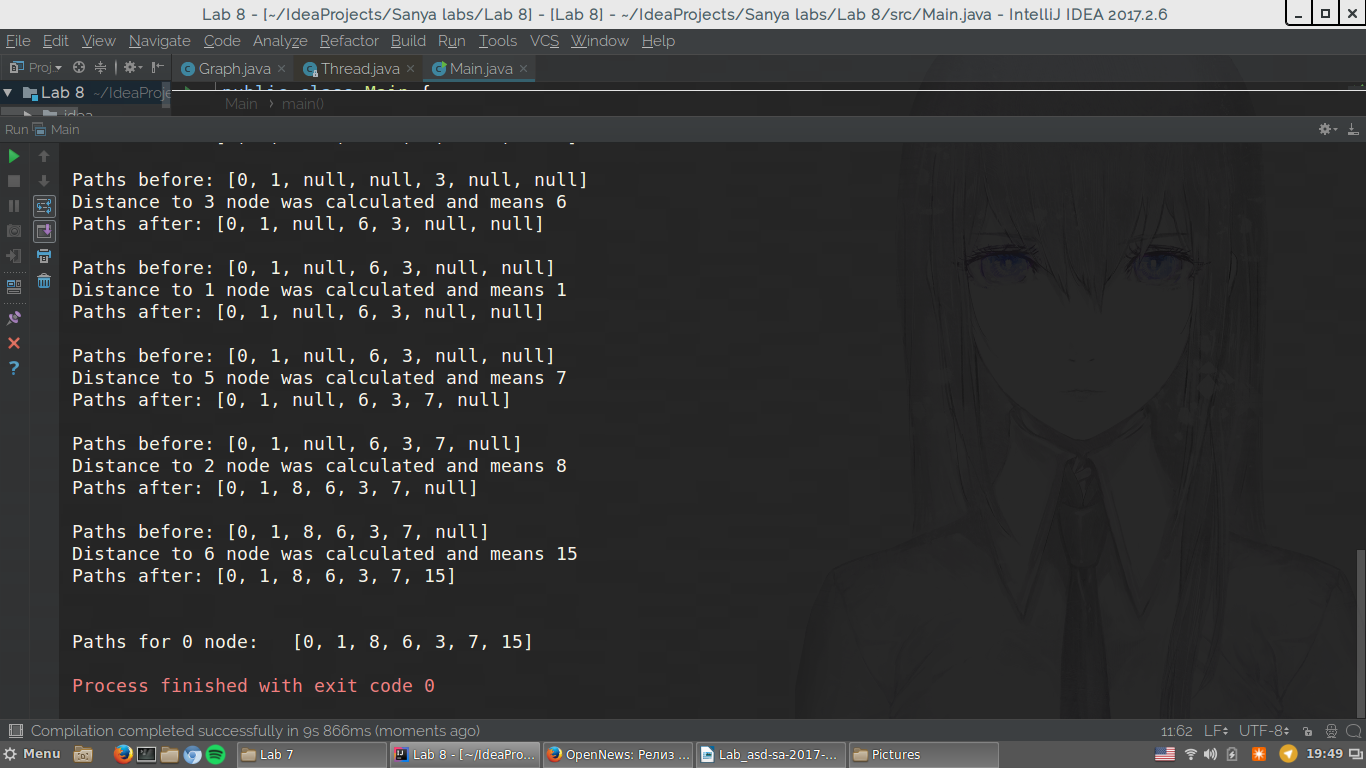 Lab 8 - [~/IdeaProjects/Sanya labs/Lab 8] - [Lab 8] - ~/IdeaProjects/Sanya labs/Lab 8/src/Main.java - IntelliJ IDEA 2017.2.6
File Edit View Navigate Code Analyze Refactor Build Run Tools VCS Window Help
Proj. Graph.java Thread.java Main.java
Lab 8 ~/IdeaProje public class Main {
Main › main()
idea
Run Main
Paths before: [0, 1, null, null, 3, null, null]
Distance to 3 node was calculated and means 6
Paths after: [0, 1, null, 6, 3, null, null]
Paths before: [0, 1, null, 6, 3, null, null]
Distance to 1 node was calculated and means 1
Paths after: [0, 1, null, 6, 3, null, null]
Paths before: [0, 1, null, 6, 3, null, null]
Distance to 5 node was calculated and means 7
Paths after: [0, 1, null, 6, 3, 7, null]
Paths before: [0, 1, null, 6, 3, 7, null]
Distance to 2 node was calculated and means 8
Paths after: [0, 1, 8, 6, 3, 7, null]
Paths before: [0, 1, 8, 6, 3, 7, null]
Distance to 6 node was calculated and means 15
Paths after: [0, 1, 8, 6, 3, 7, 15]
Paths for 0 node: [0, 1, 8, 6, 3, 7, 15]
Process finished with exit code 0
Compilation completed successfully in 9s 866ms (moments ago) 11:62 LF UTF-8
Menu Lab 7 Lab 8 - [~/IdeaPro... OpenNews: Релиз ... Lab_asd-sa-2017-... Pictures 19:49